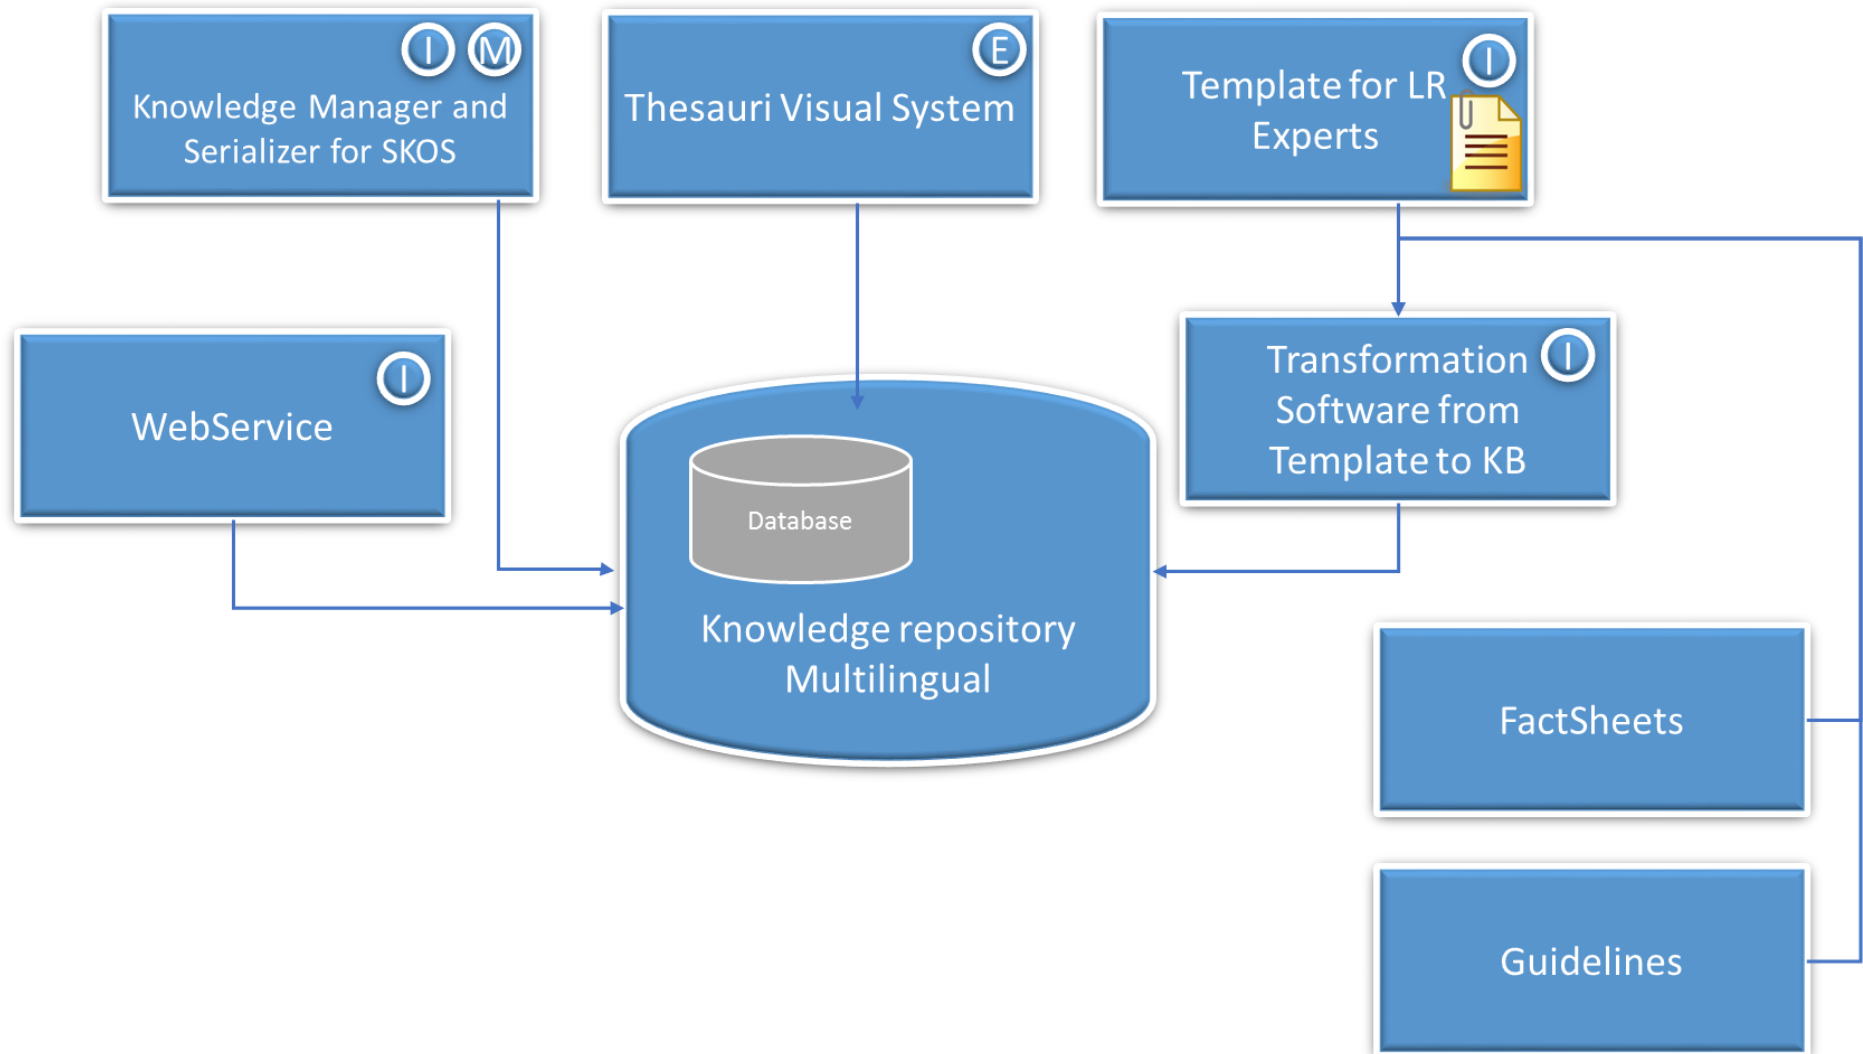 I M
Knowledge Manager and
Serializer for SKOS
E
Thesauri Visual System
I
Template for LR
Experts
I
WebService
I
Transformation
Software from
Template to KB
Database
Knowledge repository
Multilingual
FactSheets
Guidelines